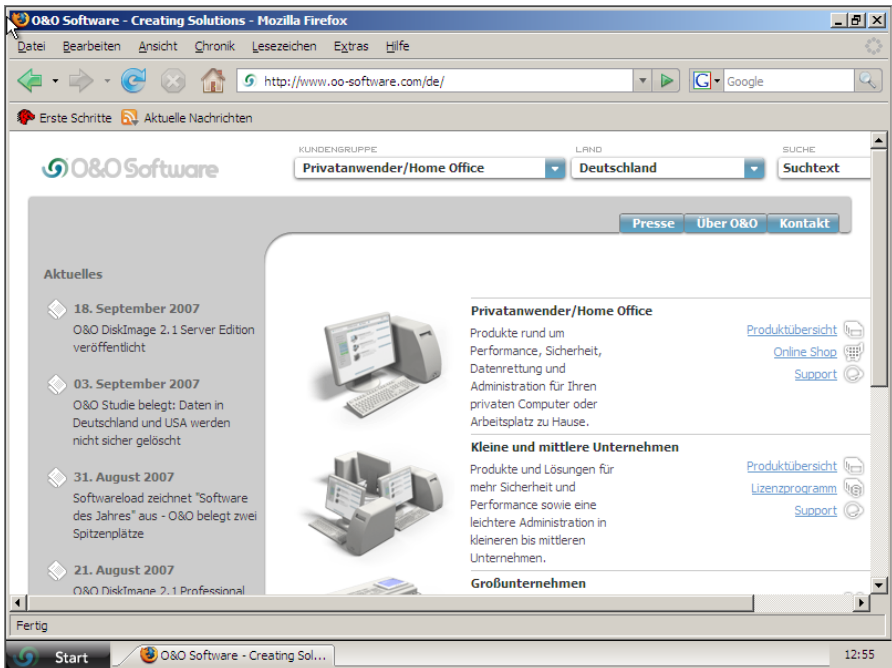 O&O Software - Creating Solutions - Mozilla Firefox
Datei Bearbeiten Ansicht Chronik Lesezeichen Extras Hilfe
http://www.oo-software.com/de/
G Google
Erste Schritte Aktuelle Nachrichten
KUNDENGRUPPE LAND SUCHE
O&O Software Privatanwender/Home Office Deutschland Suchtext
Presse Über O&O Kontakt
Aktuelles
18. September 2007
O&O DiskImage 2.1 Server Edition
veröffentlicht
03. September 2007
O&O Studie belegt: Daten in
Deutschland und USA werden
nicht sicher gelöscht
31. August 2007
Softwareload zeichnet "Software
des Jahres" aus - O&O belegt zwei
Spitzenplätze
21. August 2007
O&O DiskImage 2.1 Professional
Privatanwender/Home Office
Produkte rund um
Performance, Sicherheit,
Datenrettung und
Administration für Ihren
privaten Computer oder
Arbeitsplatz zu Hause.
Produktübersicht
Online Shop
Support
Kleine und mittlere Unternehmen
Produkte und Lösungen für
mehr Sicherheit und
Performance sowie eine
leichtere Administration in
kleineren bis mittleren
Unternehmen.
Produktübersicht
Lizenzprogramm
Support
Großunternehmen
Fertig
Start O&O Software - Creating Sol... 12:55